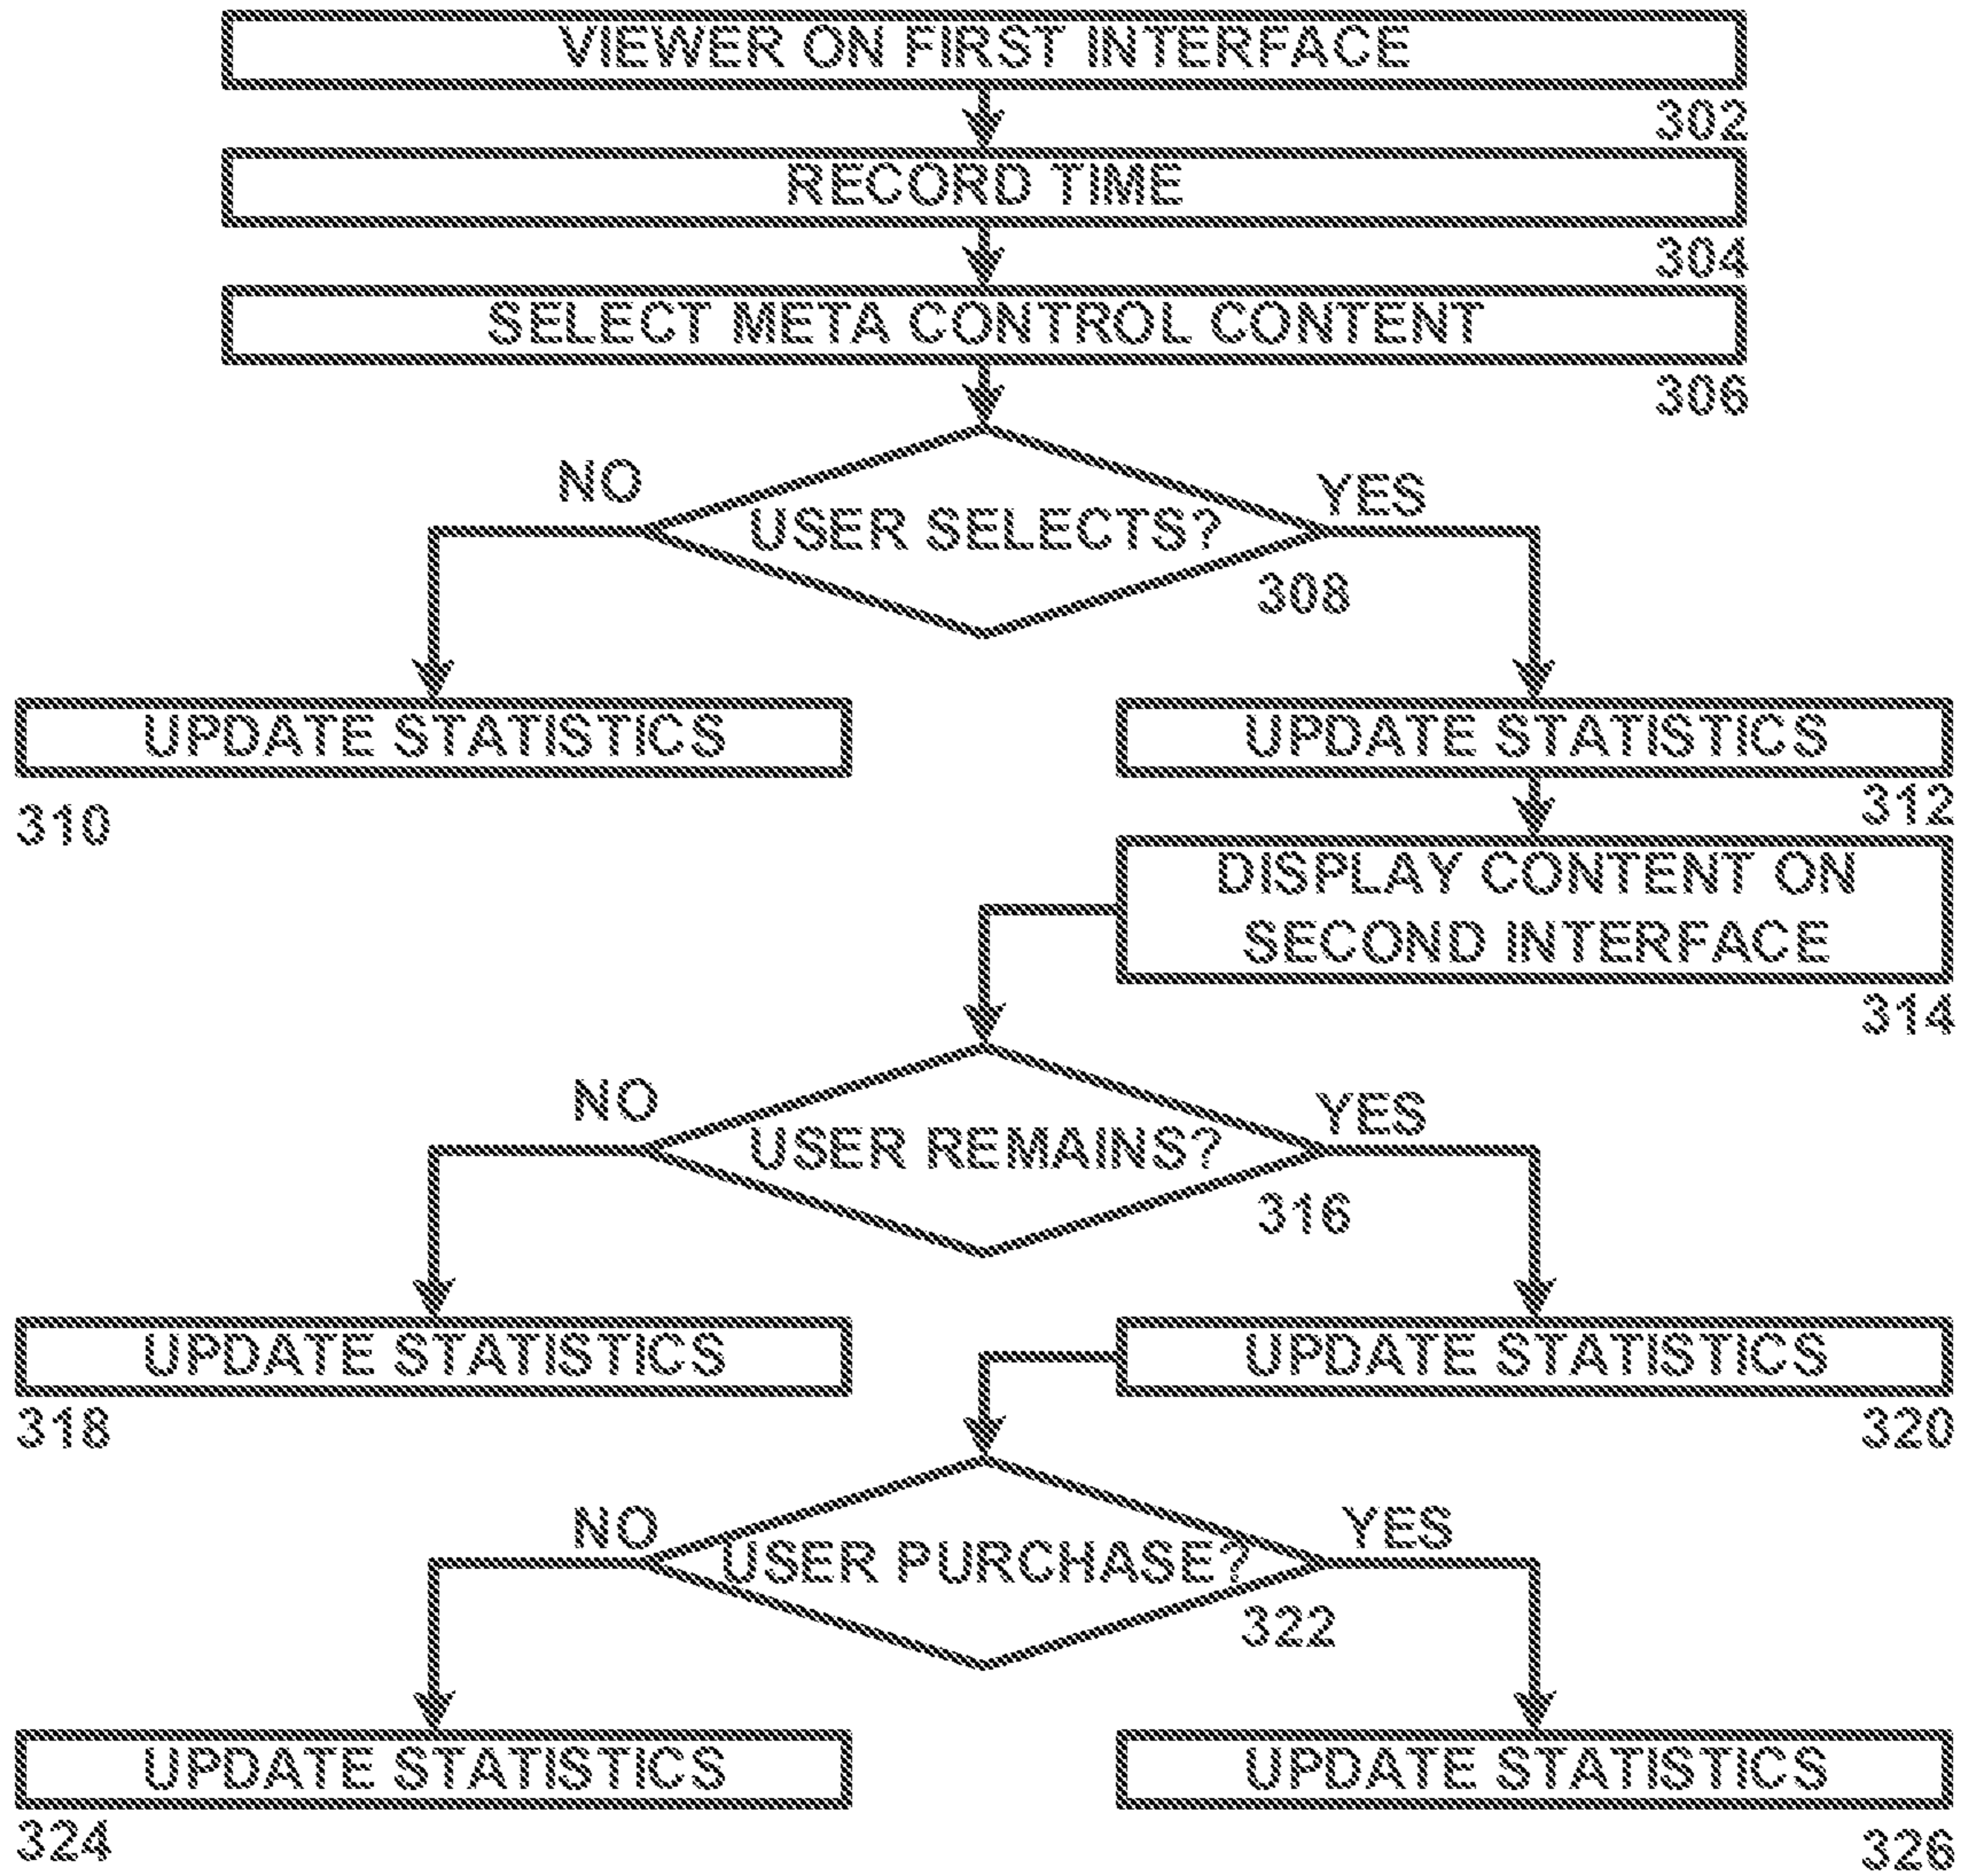 VIEWER ON FIRST INTERFACE
302
RECORD TIME
304
SELECT META CONTROL CONTENT
306
NO
YES
USER SELECTS?
308
UPDATE STATISTICS
310
UPDATE STATISTICS
312
DISPLAY CONTENT ON
SECOND INTERFACE
314
NO
YES
USER REMAINS?
316
UPDATE STATISTICS
318
UPDATE STATISTICS
320
NO
YES
USER PURCHASE?
322
UPDATE STATISTICS
324
UPDATE STATISTICS
326